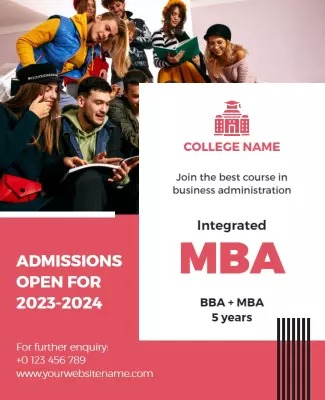 COLLEGE NAME
Join the best course in
business administration
Integrated
MBA
BBA + MBA
5 years
ADMISSIONS
OPEN FOR
2023-2024
For further enquiry:
+0 123 456 789
www.yourwebsitename.com